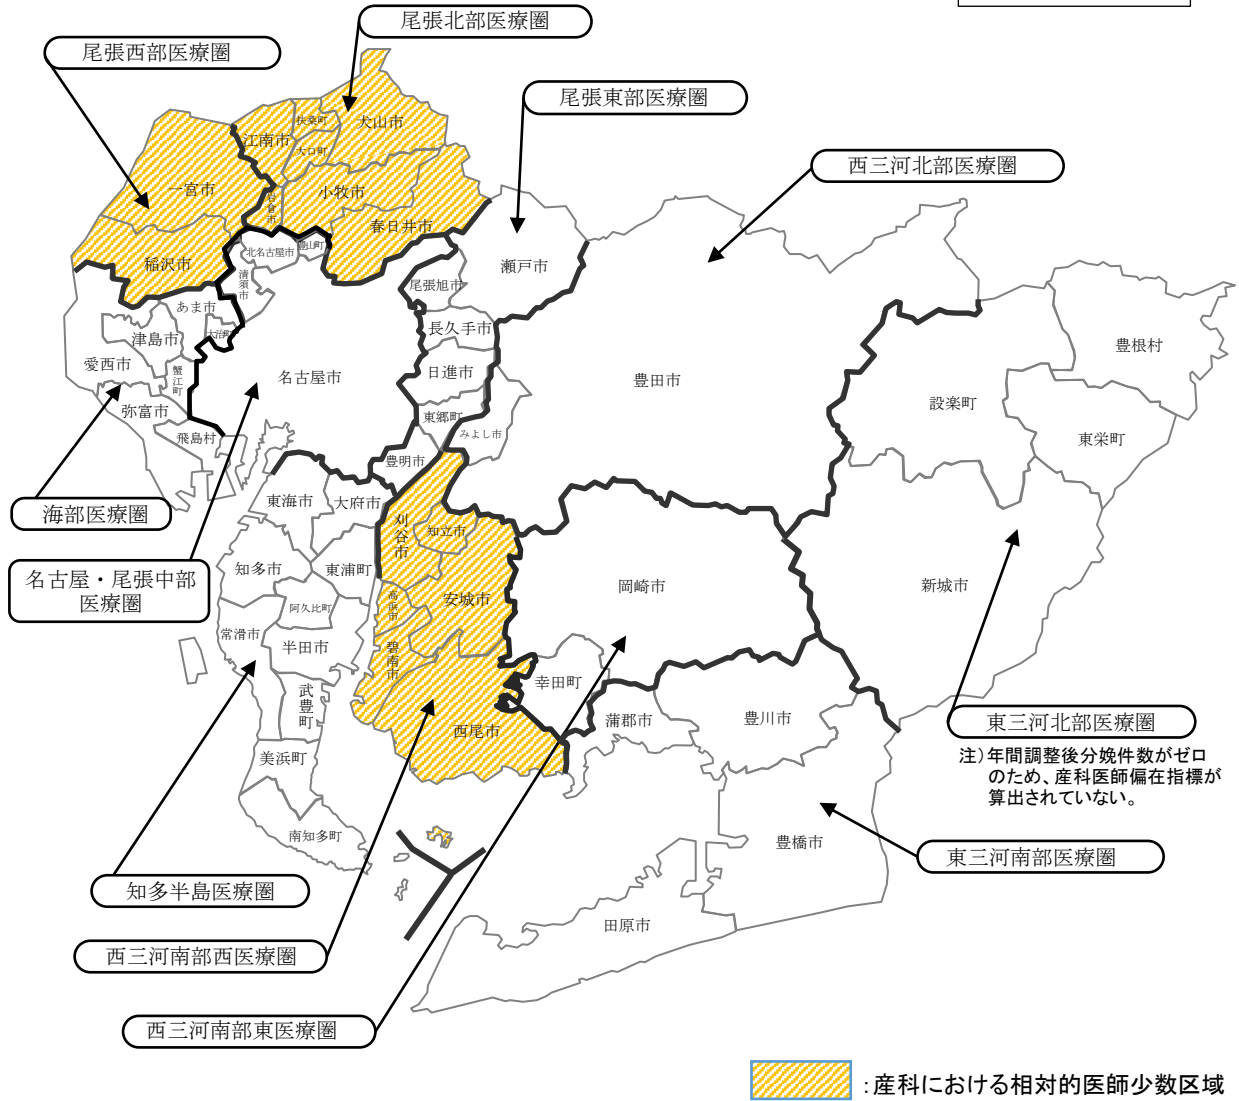 尾張北部医療圏
尾張西部医療圏
尾張東部医療圏
西三河北部医療圏
扶桑町
犬山市
江南市
大口町
一宮市
小牧市
岩倉市
春日井市
稲沢市
北名古屋市
豊山町
瀬戸市
清須市
尾張旭市
あま市
大治町
津島市
長久手市
愛西市
蟹江町
名古屋市
日進市
豊田市
豊根村
設楽町
弥富市
東郷町
みよし市
東栄町
飛島村
豊明市
海部医療圏
東海市
大府市
刈谷市
知立市
名古屋・尾張中部
医療圏
知多市
東浦町
岡崎市
新城市
高浜市
安城市
阿久比町
常滑市
半田市
碧南市
幸田町
武豊町
西尾市
蒲郡市
豊川市
東三河北部医療圏
注)年間調整後分娩件数がゼロ
のため、産科医師偏在指標が
算出されていない。
美浜町
南知多町
豊橋市
東三河南部医療圏
知多半島医療圏
田原市
西三河南部西医療圏
西三河南部東医療圏
:産科における相対的医師少数区域